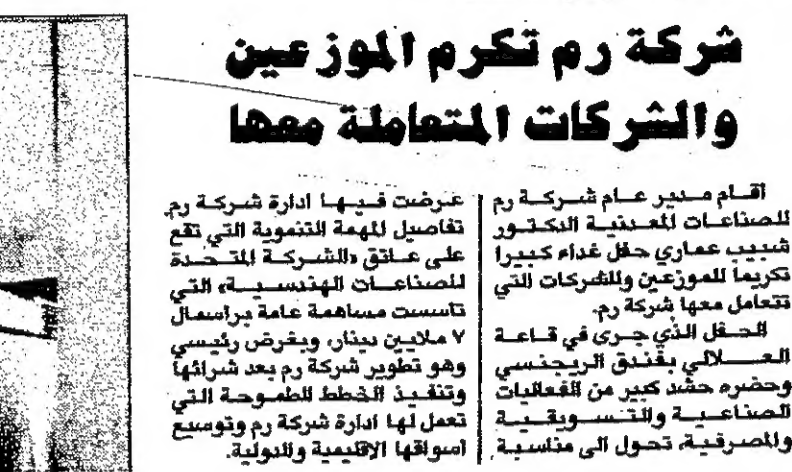 شركة رم تكرم الموزعين
والشركات المتعاملة معها
أقام مدير عام شركة رم
للصناعات المعدنية الدكتور
شبيب عماري حفل غداء كبيرا
تكريما للموزعين وللشركات التي
تتعامل معها شركة رم.
الحفل الذي جرى في قاعة
العلالي بفندق الريجنسي
وحضره حشد كبير من الفعاليات
الصناعية والتسويقية
والمصرفية، تحول الى مناسبة
عرضت فيها ادارة شركة رم
تفاصيل المهمة التنموية التي تقع
على عاتق «الشركة المتحدة
للصناعات الهندسية» التي
تأسست مساهمة عامة برأسمال
٧ ملايين دينار، وبغرض رئيسي
وهو تطوير شركة رم بعد شرائها
وتنفيذ الخطط الطموحة التي
تعمل لها ادارة شركة رم وتوسيع
اسواقها الاقليمية والدولية.